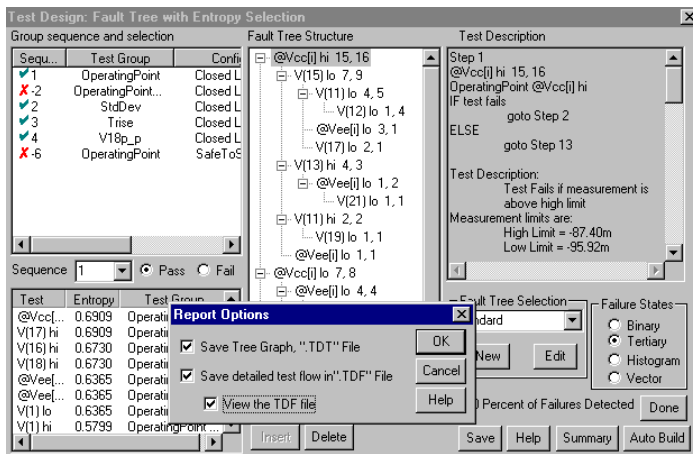 Test Design: Fault Tree with Entropy Selection
Group sequence and selection
Sequ... Test Group Confi
1 OperatingPoint Closed L
-2 OperatingPoint... Closed L
2 StdDev Closed L
3 Trise Closed L
4 V18p_p Closed L
-6 OperatingPoint SafeToS
Sequence 1 Pass Fail
Test Entropy Test Group
@Vcc[... 0.6909 Operati
V(17) hi 0.6909 Operati
V(16) hi 0.6730 Operati
V(18) hi 0.6730 Operati
@Vee[... 0.6365 Operati
@Vee[... 0.6365 Operati
V(1) lo 0.6365 Operati
V(1) hi 0.5799 OperatingPoint ...
Fault Tree Structure
@Vcc[i] hi 15, 16
V(15) lo 7, 9
V(11) lo 4, 5
V(12) lo 1, 4
@Vee[i] lo 3, 1
V(17) lo 2, 1
V(13) hi 4, 3
@Vee[i] lo 1, 2
V(21) lo 1, 1
V(11) hi 2, 2
V(19) lo 1, 1
@Vee[i] lo 1, 1
@Vcc[i] lo 7, 8
@Vee[i] lo 4, 4
Insert Delete
Test Description
Step 1
@Vcc[i] hi 15, 16
OperatingPoint @Vcc[i] hi
IF test fails
goto Step 2
ELSE
goto Step 13
Test Description:
Test Fails if measurement is
above high limit
Measurement limits are:
High Limit = -87.40m
Low Limit = -95.92m
Report Options
Save Tree Graph, ".TDT" File
Save detailed test flow in".TDF" File
View the TDF file
OK
Cancel
Help
Fault Tree Selection
ndard
New Edit
Failure States
Binary
Tertiary
Histogram
Vector
Percent of Failures Detected Done
Save Help Summary Auto Build